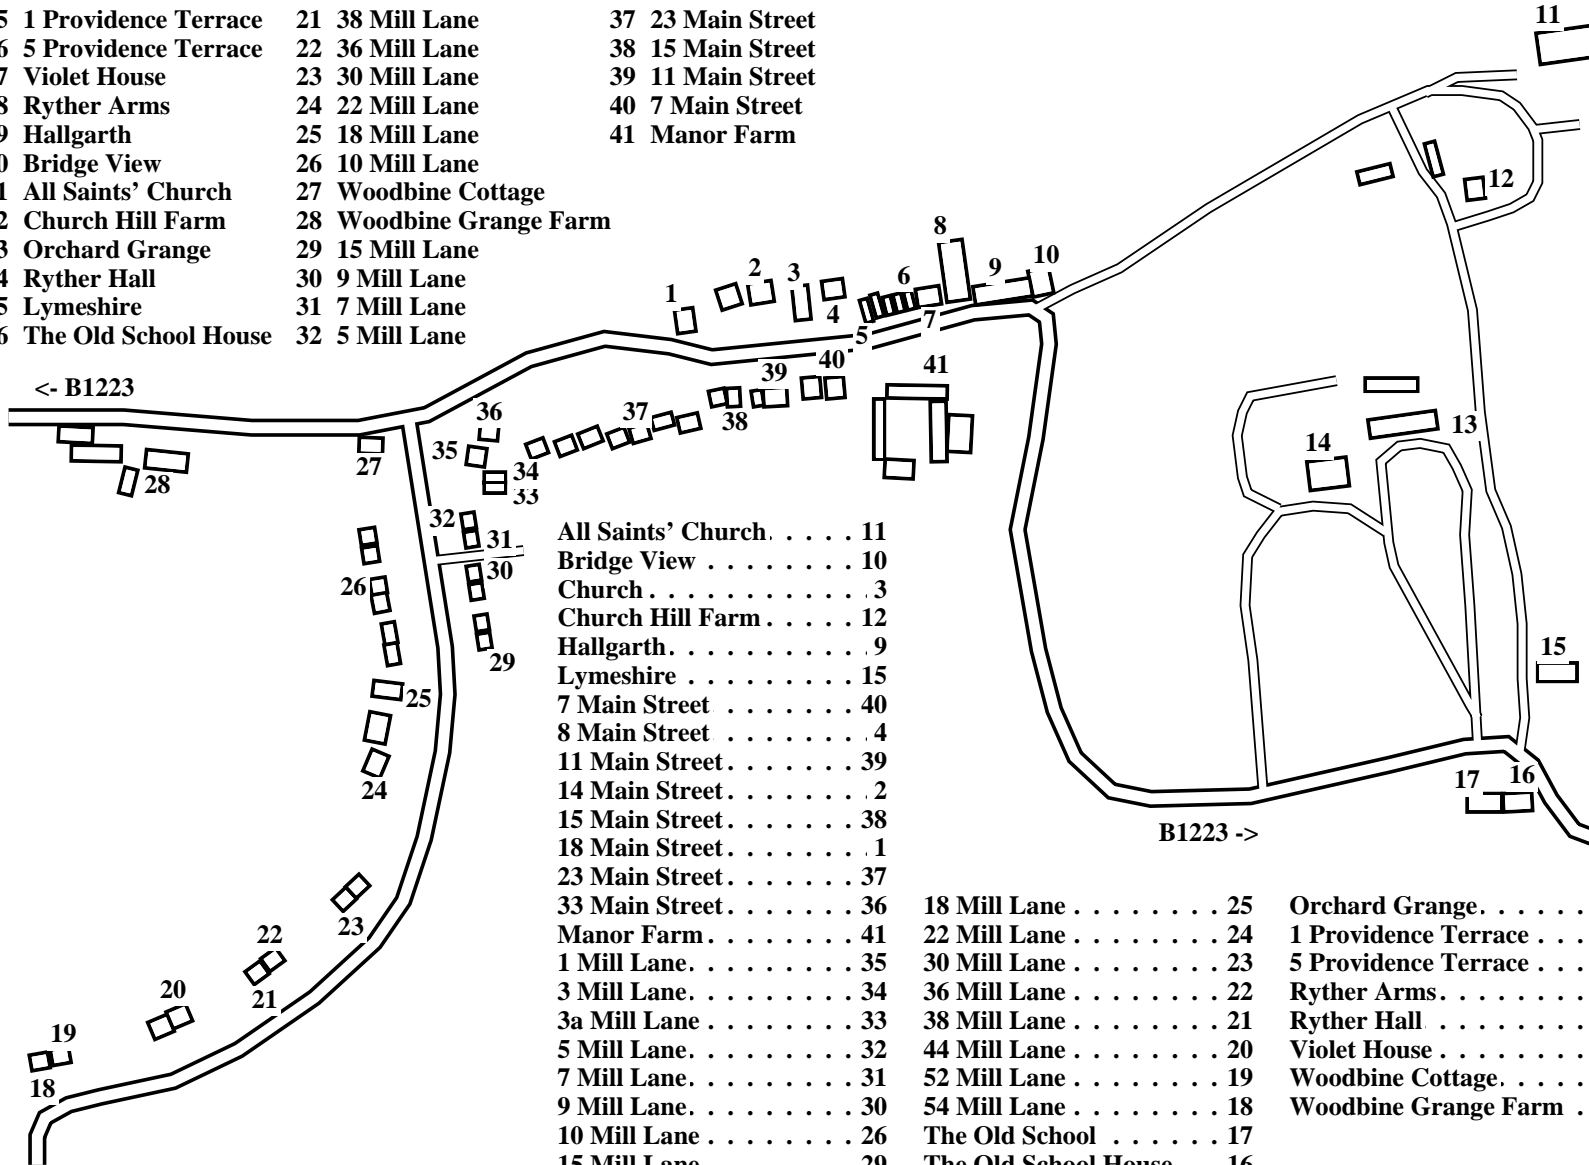 5 1 Providence Terrace 21 38 Mill Lane 37 23 Main Street
6 5 Providence Terrace 22 36 Mill Lane 38 15 Main Street
7 Violet House 23 30 Mill Lane 39 11 Main Street
8 Ryther Arms 24 22 Mill Lane 40 7 Main Street
9 Hallgarth 25 18 Mill Lane 41 Manor Farm
0 Bridge View 26 10 Mill Lane
1 All Saints’ Church 27 Woodbine Cottage
2 Church Hill Farm 28 Woodbine Grange Farm
3 Orchard Grange 29 15 Mill Lane
4 Ryther Hall 30 9 Mill Lane
5 Lymeshire 31 7 Mill Lane
6 The Old School House 32 5 Mill Lane
11
12
8
10
9
6
2
3
1
4
7
5
<- B1223
40
41
39
36
37
38
13
35
14
27
34
28
33
32
31
30
26
29
15
25
24
17
16
B1223 ->
23
22
21
20
19
18
All Saints’ Church . . . . . 11
Bridge View . . . . . . . . 10
Church . . . . . . . . . . . . 3
Church Hill Farm . . . . . 12
Hallgarth . . . . . . . . . . . 9
Lymeshire . . . . . . . . . 15
7 Main Street . . . . . . . 40
8 Main Street . . . . . . . . 4
11 Main Street . . . . . . . 39
14 Main Street . . . . . . . . 2
15 Main Street . . . . . . . 38
18 Main Street . . . . . . . . 1
23 Main Street . . . . . . . 37
33 Main Street . . . . . . . 36
Manor Farm . . . . . . . . 41
1 Mill Lane . . . . . . . . . 35
3 Mill Lane . . . . . . . . . 34
3a Mill Lane . . . . . . . . 33
5 Mill Lane . . . . . . . . . 32
7 Mill Lane . . . . . . . . . 31
9 Mill Lane . . . . . . . . . 30
10 Mill Lane . . . . . . . . 26
15 Mill Lane . . . . . . . . 29
18 Mill Lane . . . . . . . . 25
22 Mill Lane . . . . . . . . 24
30 Mill Lane . . . . . . . . 23
36 Mill Lane . . . . . . . . 22
38 Mill Lane . . . . . . . . 21
44 Mill Lane . . . . . . . . 20
52 Mill Lane . . . . . . . . 19
54 Mill Lane . . . . . . . . 18
The Old School . . . . . . 17
The Old School House . . 16
Orchard Grange . . . . . .
1 Providence Terrace . . .
5 Providence Terrace . . .
Ryther Arms . . . . . . . .
Ryther Hall . . . . . . . . .
Violet House . . . . . . . .
Woodbine Cottage . . . . .
Woodbine Grange Farm .